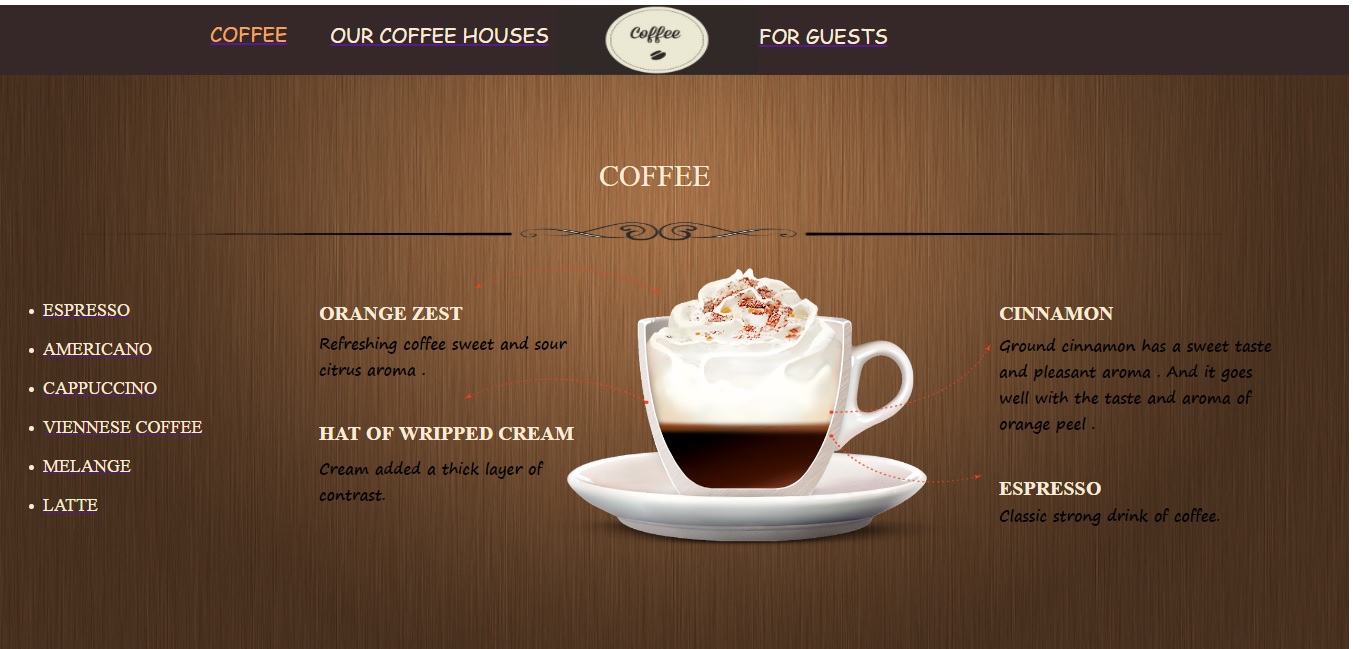 COFFEE
OUR COFFEE HOUSES
Coffee
FOR GUESTS
COFFEE
ESPRESSO
AMERICANO
CAPPUCCINO
VIENNESE COFFEE
MELANGE
LATTE
ORANGE ZEST
Refreshing coffee sweet and sour
citrus aroma .
HAT OF WRIPPED CREAM
Cream added a thick layer of
contrast.
CINNAMON
Ground cinnamon has a sweet taste
and pleasant aroma . And it goes
well with the taste and aroma of
orange peel .
ESPRESSO
Classic strong drink of coffee.